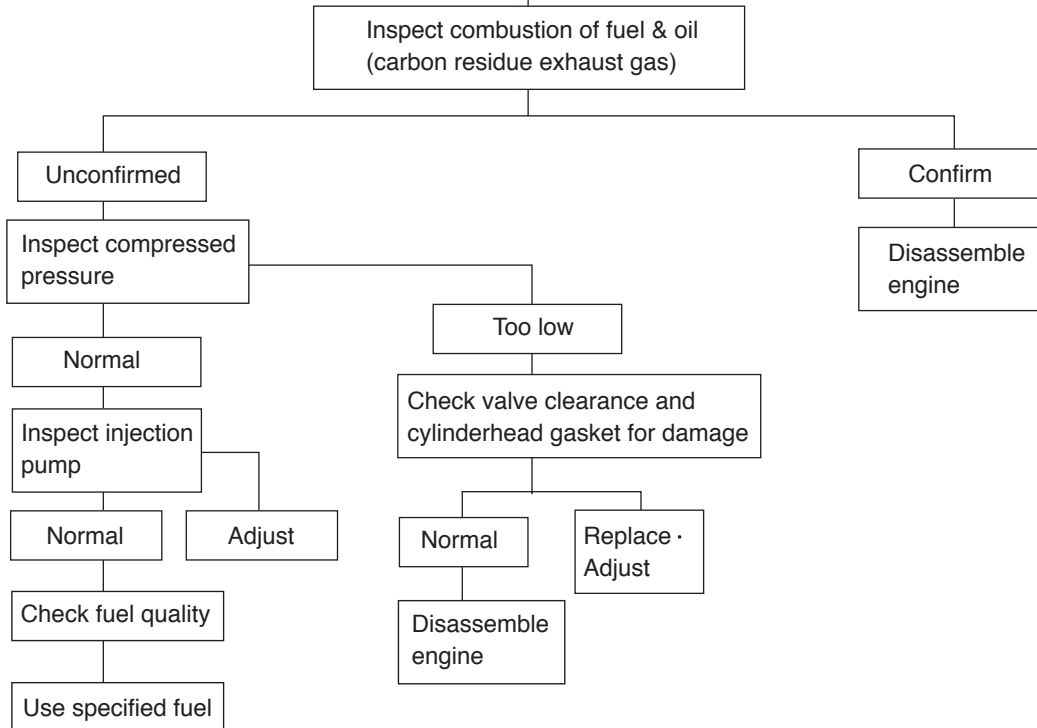 Inspect combustion of fuel & oil
(carbon residue exhaust gas)
Unconfirmed
Confirm
Inspect compressed
pressure
Disassemble
engine
Too low
Normal
Check valve clearance and
cylinderhead gasket for damage
Inspect injection
pump
Normal
Adjust
Normal
Replace ·
Adjust
Check fuel quality
Disassemble
engine
Use specified fuel